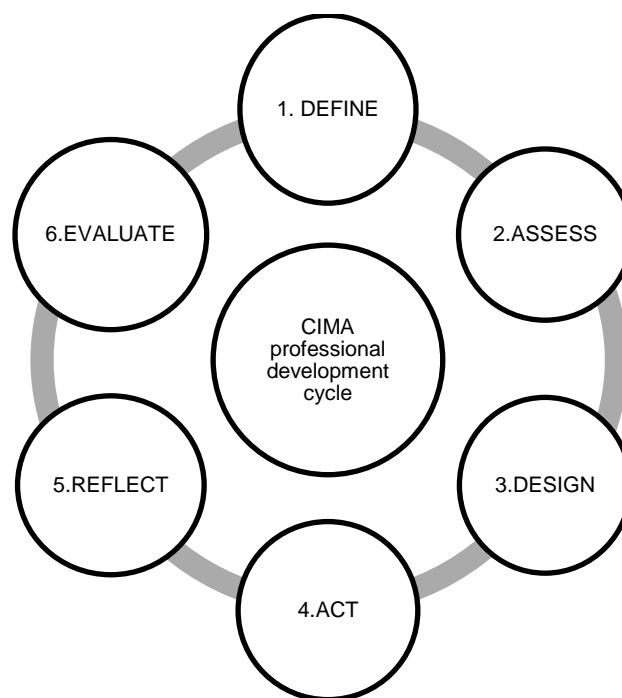 1. DEFINE
2.ASSESS
3.DESIGN
4.ACT
5.REFLECT
6.EVALUATE
CIMA
professional
development
cycle